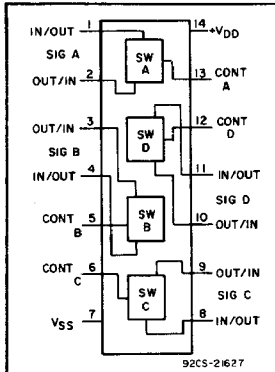 IN/OUT 1 14 +VDD
SIG A SW A
OUT/IN 2 13 CONT A
OUT/IN 3 12 CONT D
SIG B SW D
IN/OUT 4 11 IN/OUT
SIG D
CONT B 5 SW B 10 OUT/IN
CONT C 6 9 OUT/IN
SW C SIG C
VSS 7 8 IN/OUT
92CS-21627